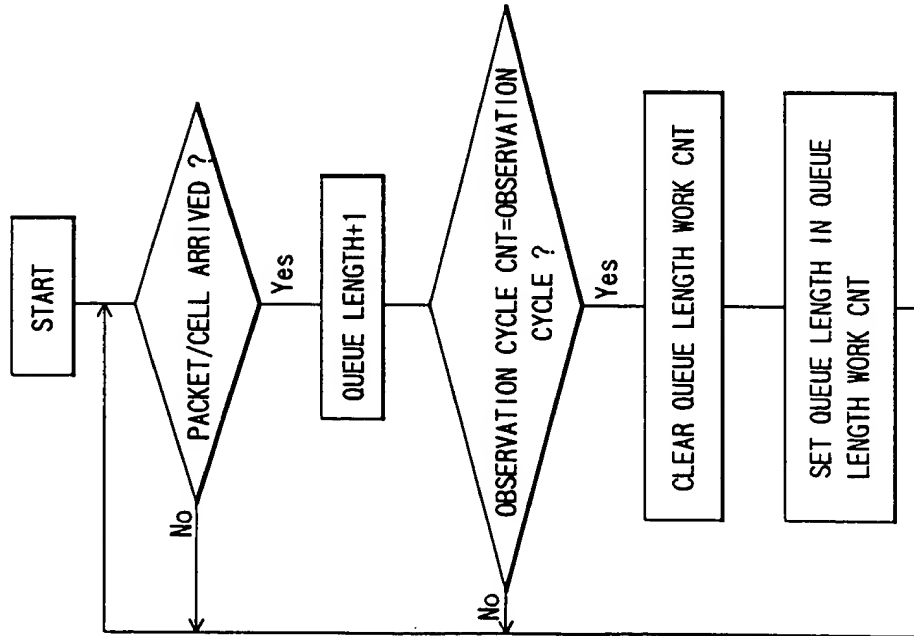 START
PACKET/CELL ARRIVED ?
No
Yes
QUEUE LENGTH+1
OBSERVATION CYCLE CNT=OBSERVATION
CYCLE ?
No
Yes
CLEAR QUEUE LENGTH WORK CNT
SET QUEUE LENGTH IN QUEUE
LENGTH WORK CNT